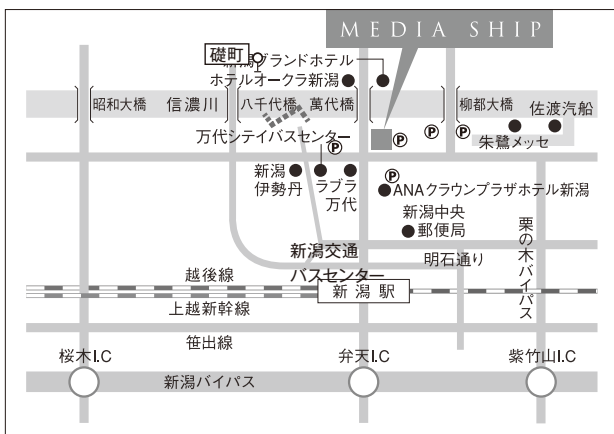 MEDIA SHIP
礎町
新潟グランドホテル
ホテルオークラ新潟
昭和大橋
信濃川
八千代橋
萬代橋
柳都大橋
佐渡汽船
朱鷺メッセ
万代シテイバスセンター
P
P
P
P
P
新潟
伊勢丹
ラブラ
万代
ANAクラウンプラザホテル新潟
新潟中央
郵便局
新潟交通
バスセンター
明石通り
栗の木バイパス
越後線
新潟駅
上越新幹線
笹出線
桜木I.C
弁天I.C
紫竹山I.C
新潟バイパス